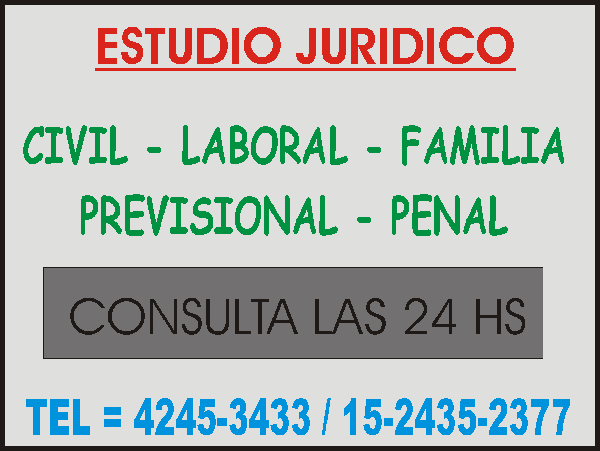 ESTUDIO JURIDICO
CIVIL - LABORAL - FAMILIA
PREVISIONAL - PENAL
CONSULTA LAS 24 HS
TEL = 4245-3433 / 15-2435-2377